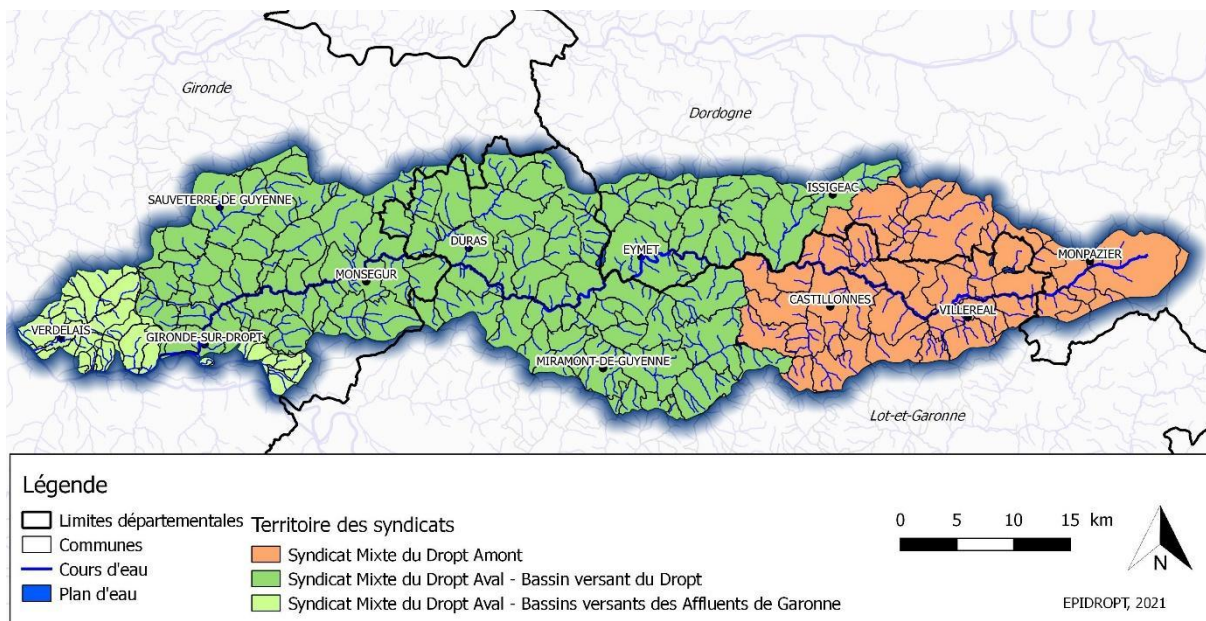 Gironde
Dordogne
ISSIGEAC
SAUVETERRE DE GUYENNE
DURAS
EYMET
MONPAZIER
MONSEGUR
CASTILLONNES
VILLEREAL
VERDELAIS
GIRONDE-SUR-DROPT
MIRAMONT-DE-GUYENNE
Lot-et-Garonne
Légende
Limites départementales
Communes
Cours d'eau
Plan d'eau
Territoire des syndicats
Syndicat Mixte du Dropt Amont
Syndicat Mixte du Dropt Aval - Bassin versant du Dropt
Syndicat Mixte du Dropt Aval - Bassins versants des Affluents de Garonne
0 5 10 15 km
N
EPIDROPT, 2021